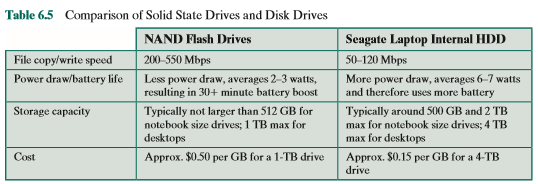 Table 6.5 Comparison of Solid State Drives and Disk Drives
NAND Flash Drives
Seagate Laptop Internal HDD
File copy/write speed
200–550 Mbps
50–120 Mbps
Power draw/battery life
Less power draw, averages 2–3 watts,
resulting in 30+ minute battery boost
More power draw, averages 6–7 watts
and therefore uses more battery
Storage capacity
Typically not larger than 512 GB for
notebook size drives; 1 TB max for
desktops
Typically around 500 GB and 2 TB
max for notebook size drives; 4 TB
max for desktops
Cost
Approx. $0.50 per GB for a 1-TB drive
Approx. $0.15 per GB for a 4-TB
drive